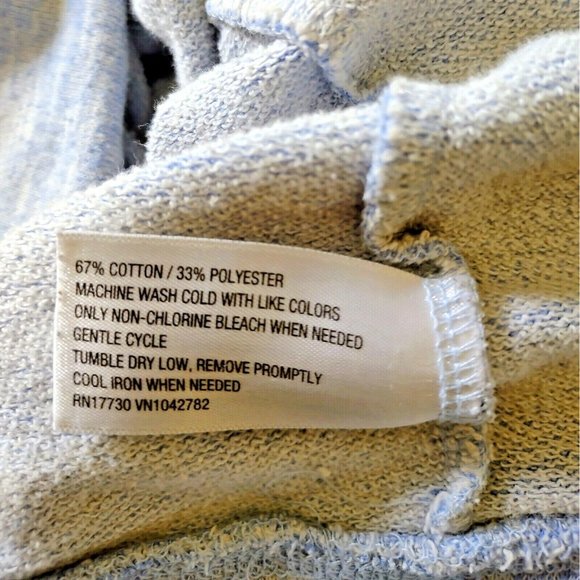 67% COTTON / 33% POLYESTER
MACHINE WASH COLD WITH LIKE COLORS
ONLY NON-CHLORINE BLEACH WHEN NEEDED
GENTLE CYCLE
TUMBLE DRY LOW, REMOVE PROMPTLY
COOL IRON WHEN NEEDED
RN17730 VN1042782